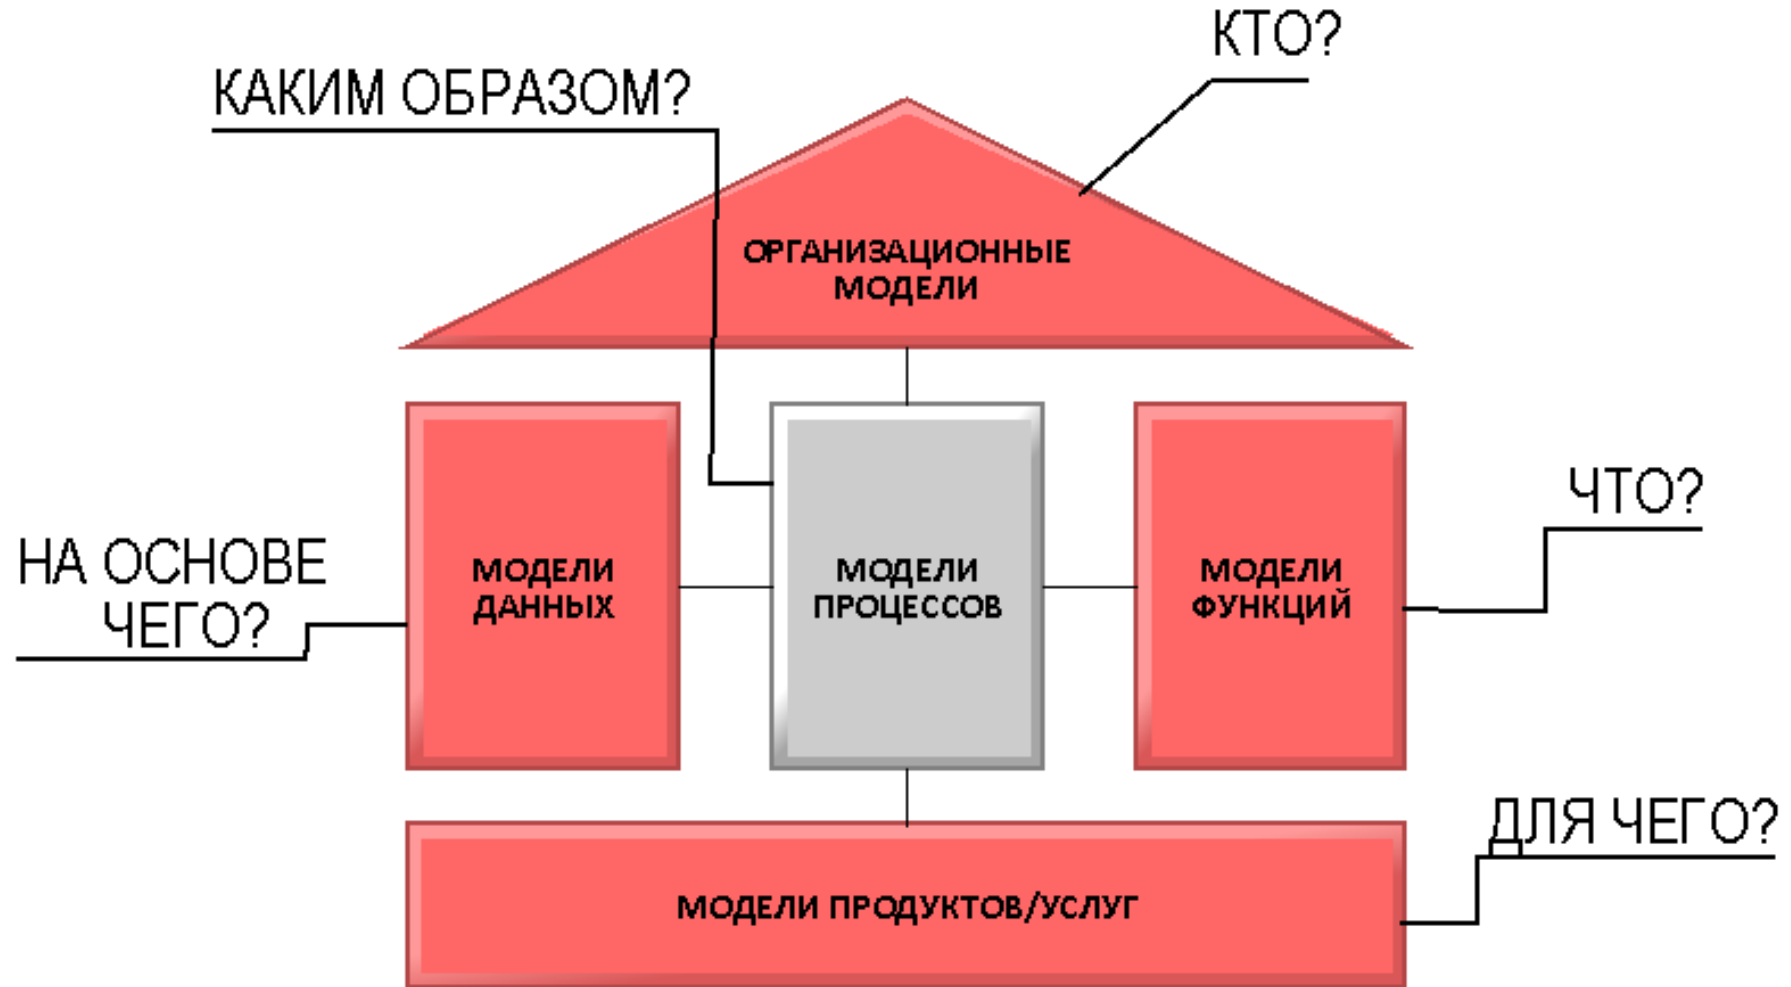 КТО?
КАКИМ ОБРАЗОМ?
ОРГАНИЗАЦИОННЫЕ
МОДЕЛИ
ЧТО?
НА ОСНОВЕ
ЧЕГО?
МОДЕЛИ
ДАННЫХ
МОДЕЛИ
ПРОЦЕССОВ
МОДЕЛИ
ФУНКЦИЙ
ДЛЯ ЧЕГО?
МОДЕЛИ ПРОДУКТОВ/УСЛУГ